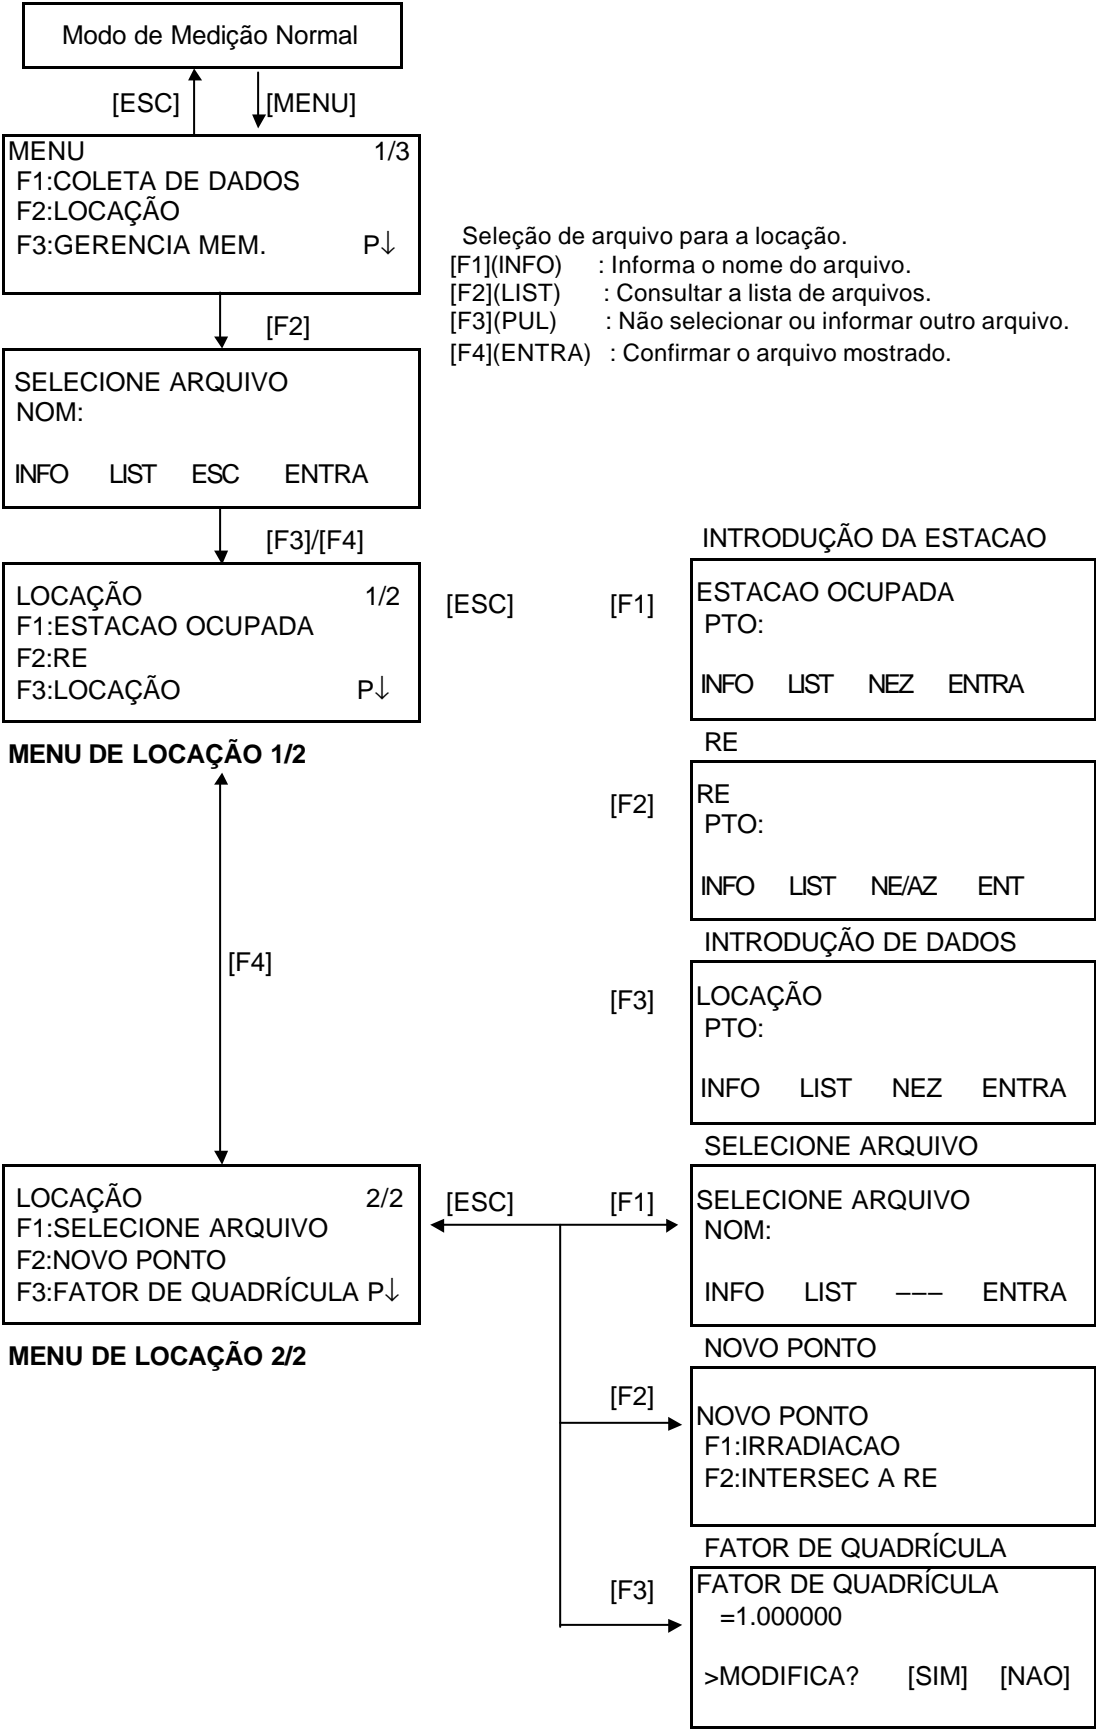 Modo de Medição Normal
[ESC] [MENU]
MENU 1/3
F1:COLETA DE DADOS
F2:LOCAÇÃO
F3:GERENCIA MEM. P↓
Seleção de arquivo para a locação.
[F1](INFO) : Informa o nome do arquivo.
[F2](LIST) : Consultar a lista de arquivos.
[F3](PUL) : Não selecionar ou informar outro arquivo.
[F4](ENTRA) : Confirmar o arquivo mostrado.
[F2]
SELECIONE ARQUIVO
NOM:
INFO LIST ESC ENTRA
[F3]/[F4]
LOCAÇÃO 1/2
F1:ESTACAO OCUPADA
F2:RE
F3:LOCAÇÃO P↓
MENU DE LOCAÇÃO 1/2
[ESC] [F1]
INTRODUÇÃO DA ESTACAO
ESTACAO OCUPADA
PTO:
INFO LIST NEZ ENTRA
RE
[F2]
RE
PTO:
INFO LIST NE/AZ ENT
INTRODUÇÃO DE DADOS
[F3]
LOCAÇÃO
PTO:
INFO LIST NEZ ENTRA
[F4]
LOCAÇÃO 2/2
F1:SELECIONE ARQUIVO
F2:NOVO PONTO
F3:FATOR DE QUADRÍCULA P↓
MENU DE LOCAÇÃO 2/2
[ESC] [F1]
SELECIONE ARQUIVO
SELECIONE ARQUIVO
NOM:
INFO LIST ––– ENTRA
NOVO PONTO
[F2]
NOVO PONTO
F1:IRRADIACAO
F2:INTERSEC A RE
FATOR DE QUADRÍCULA
[F3]
FATOR DE QUADRÍCULA
=1.000000
>MODIFICA? [SIM] [NAO]